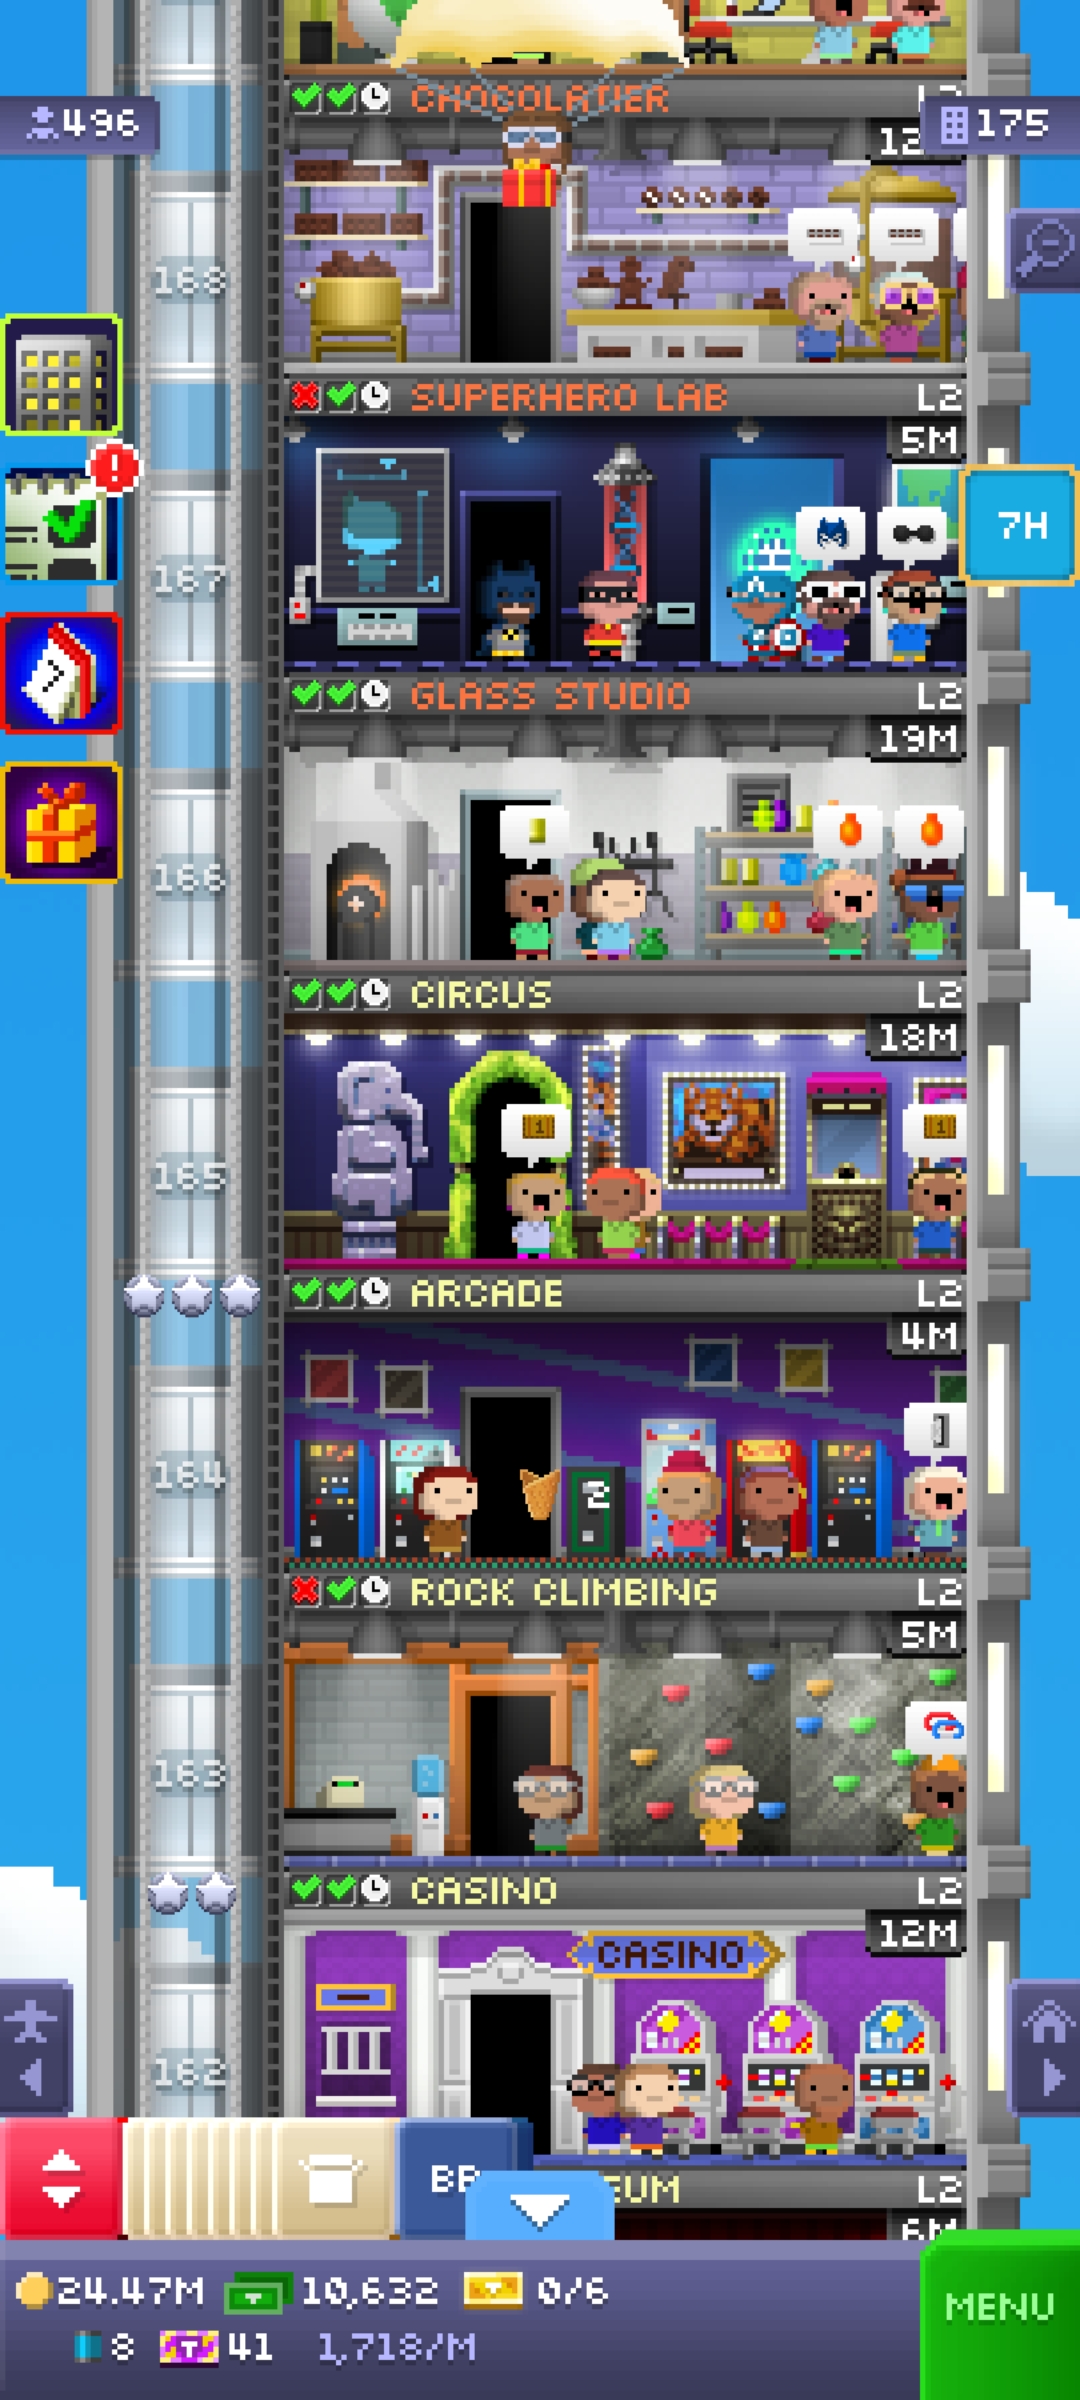 CHOCOLATIER L2
496
175
12
168
SUPERHERO LAB L2
5M
7H
167
GLASS STUDIO L2
19M
166
CIRCUS L2
18M
165
ARCADE L2
4M
2
164
ROCK CLIMBING L2
5M
163
CASINO L2
12M
CASINO
162
EUM L2
6M
24.47M 10,632 0/6
8 41 1,718/M
MENU